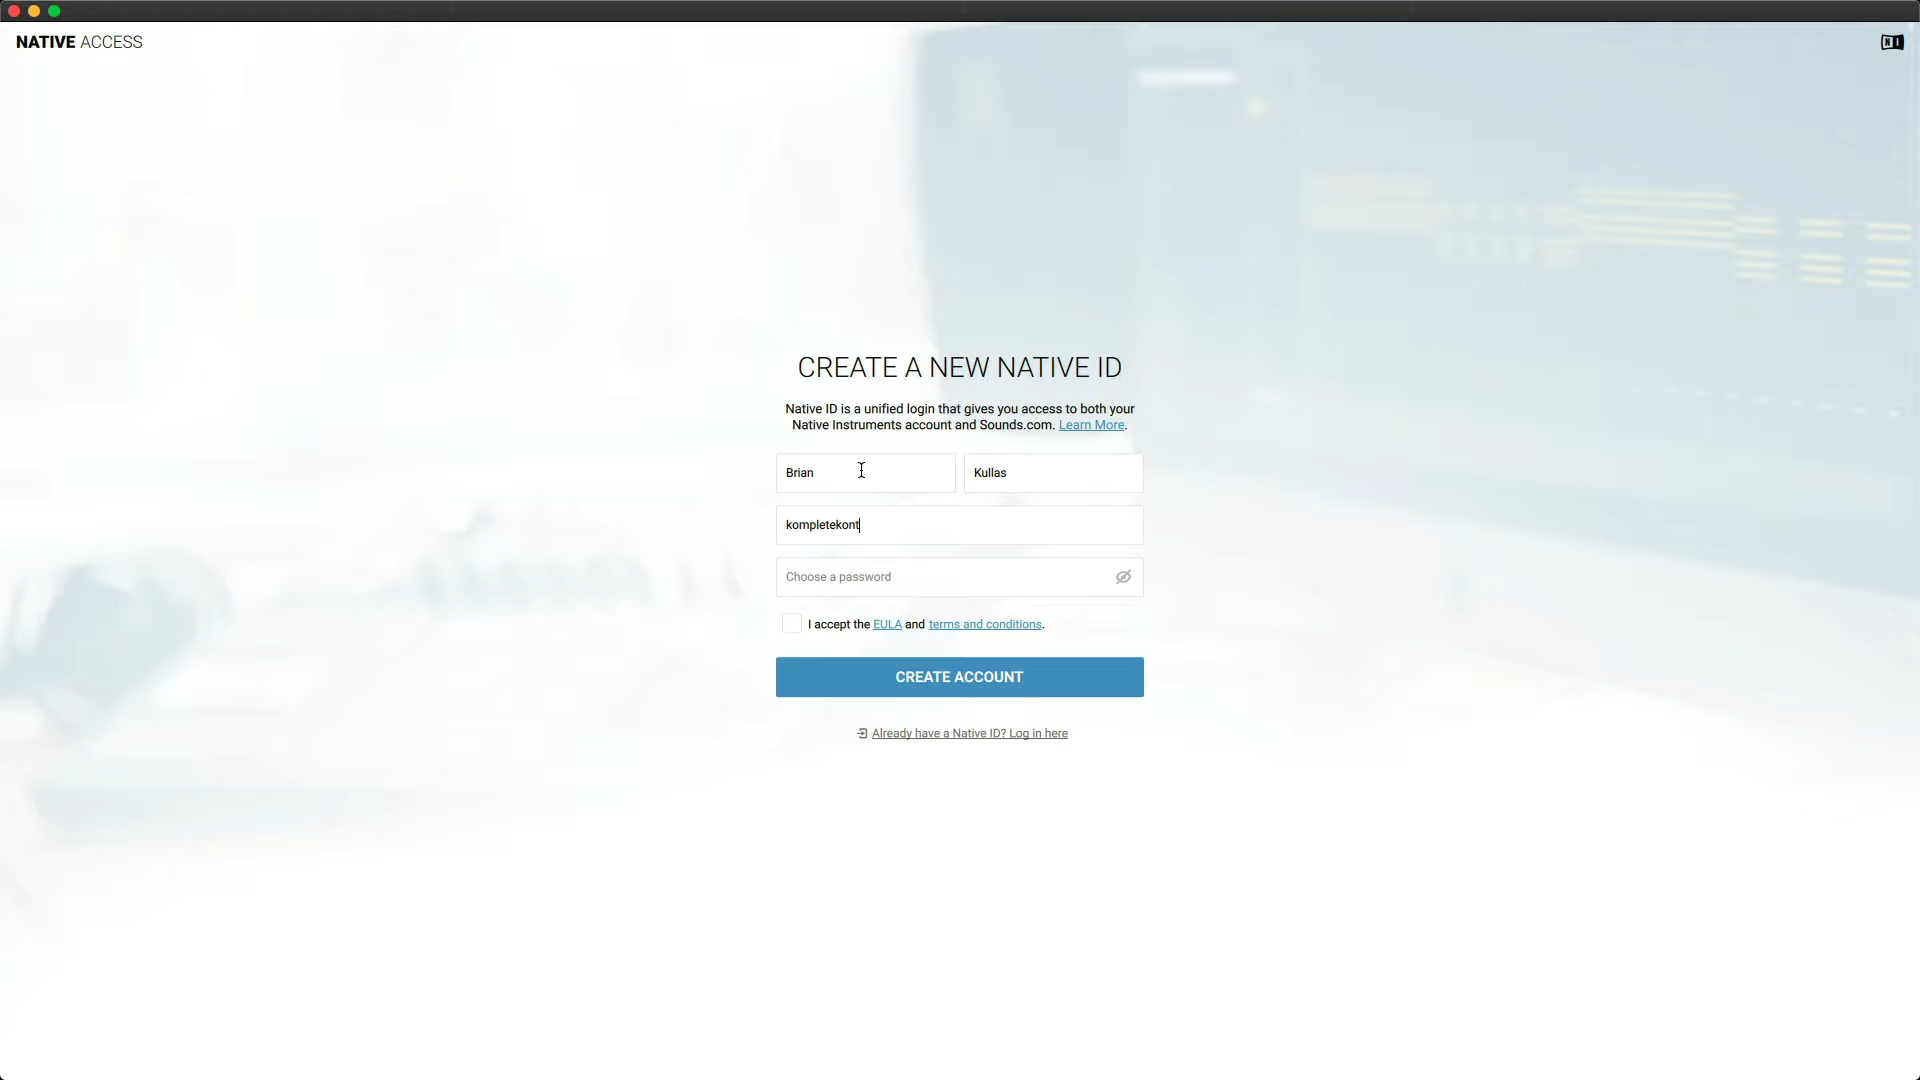 NATIVE ACCESS
NI
CREATE A NEW NATIVE ID
Native ID is a unified login that gives you access to both your
Native Instruments account and Sounds.com. Learn More.
Brian
Kullas
kompletekont
Choose a password
I accept the EULA and terms and conditions.
CREATE ACCOUNT
Already have a Native ID? Log in here